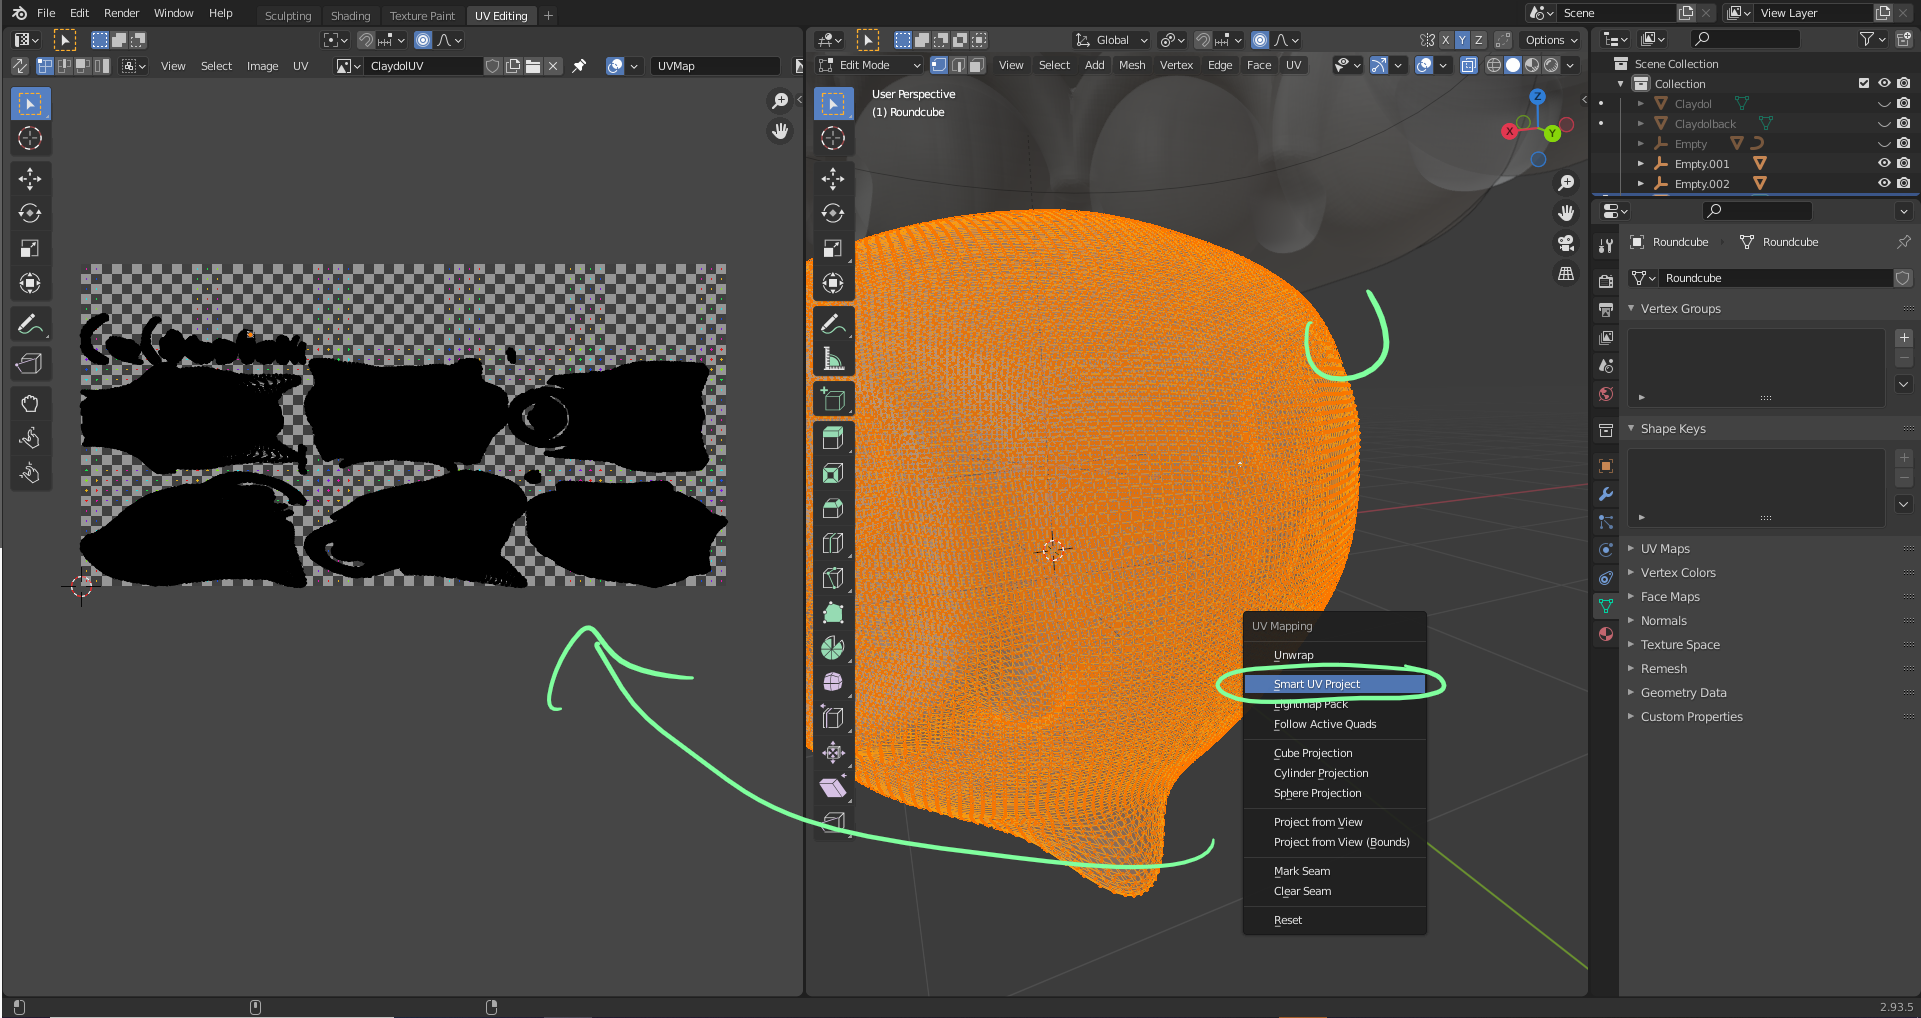 File Edit Render Window Help Sculpting Shading Texture Paint UV Editing + Scene View Layer
Global X Y Z Options
View Select Image UV ClaydolUV UVMap Edit Mode View Select Add Mesh Vertex Edge Face UV
User Perspective
(1) Roundcube
Z
X
Y
UV Mapping
Unwrap
Smart UV Project
Lightmap Pack
Follow Active Quads
Cube Projection
Cylinder Projection
Sphere Projection
Project from View
Project from View (Bounds)
Mark Seam
Clear Seam
Reset
Scene Collection
Collection
Claydol
Claydolback
Empty
Empty.001
Empty.002
Roundcube Roundcube
Roundcube
Vertex Groups
Shape Keys
UV Maps
Vertex Colors
Face Maps
Normals
Texture Space
Remesh
Geometry Data
Custom Properties
2.93.5